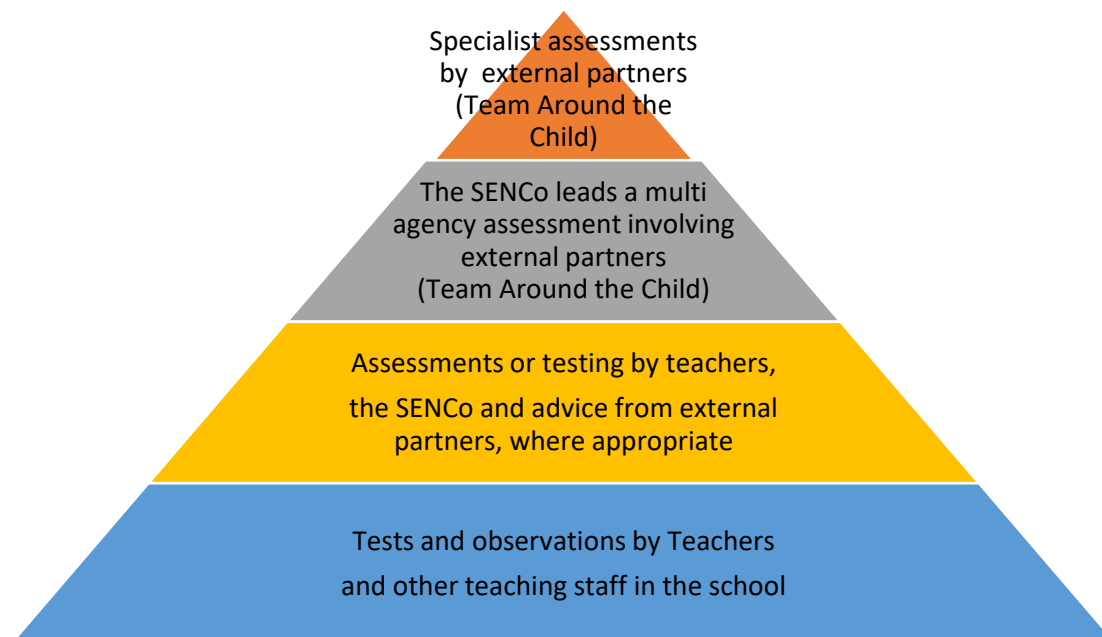 Specialist assessments
by external partners
(Team Around the
Child)
The SENCo leads a multi
agency assessment involving
external partners
(Team Around the Child)
Assessments or testing by teachers,
the SENCo and advice from external
partners, where appropriate
Tests and observations by Teachers
and other teaching staff in the school